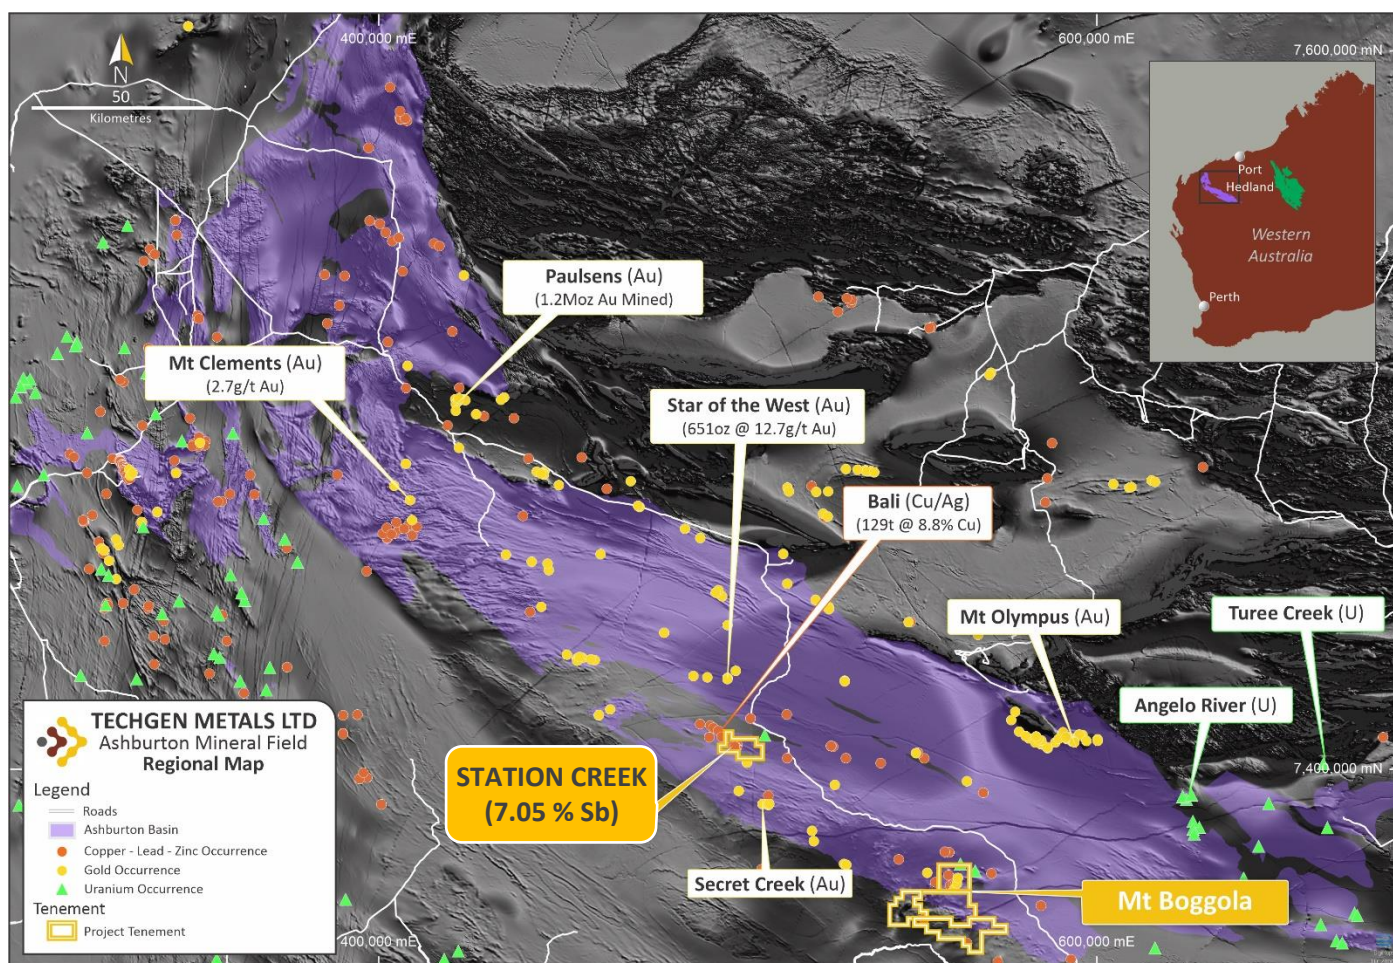 400,000 mE
600,000 mE
7,600,000 mN
N
50
Kilometres
Port
Hedland
Western
Australia
Perth
Paulsens (Au)
(1.2Moz Au Mined)
Mt Clements (Au)
(2.7g/t Au)
Star of the West (Au)
(651oz @ 12.7g/t Au)
Bali (Cu/Ag)
(129t @ 8.8% Cu)
Mt Olympus (Au)
Turee Creek (U)
Angelo River (U)
STATION CREEK
(7.05 % Sb)
7,400,000 mN
Secret Creek (Au)
Mt Boggola
TECHGEN METALS LTD
Ashburton Mineral Field
Regional Map
Legend
Roads
Ashburton Basin
Copper - Lead - Zinc Occurrence
Gold Occurrence
Uranium Occurrence
Tenement
Project Tenement
400,000 mE
600,000 mE